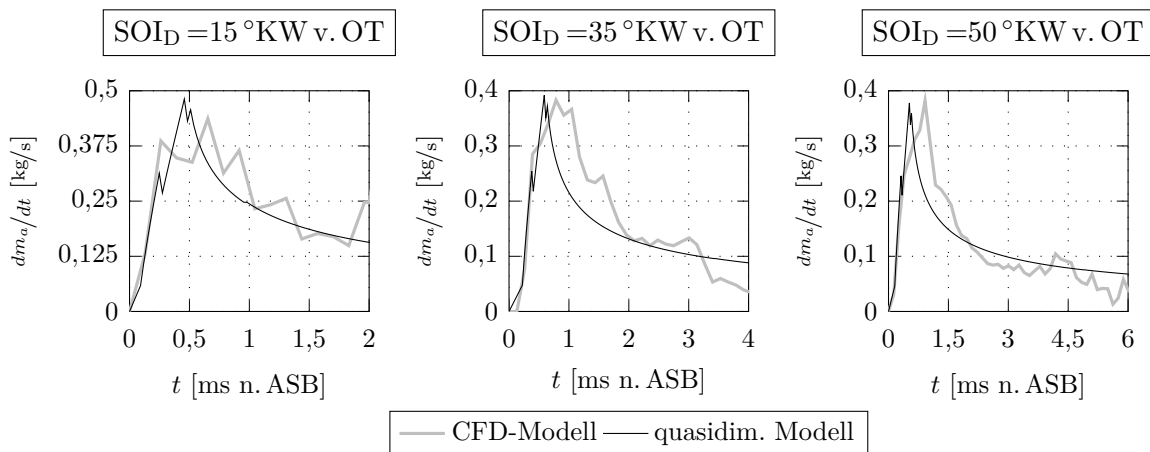 SOI_D =15 °KW v. OT
SOI_D =35 °KW v. OT
SOI_D =50 °KW v. OT
0,5
0,375
0,25
0,125
0
dm_a/dt [kg/s]
0 0,5 1 1,5 2
t [ms n. ASB]
0,4
0,3
0,2
0,1
0
dm_a/dt [kg/s]
0 1 2 3 4
t [ms n. ASB]
0,4
0,3
0,2
0,1
0
dm_a/dt [kg/s]
0 1,5 3 4,5 6
t [ms n. ASB]
CFD-Modell quasidim. Modell